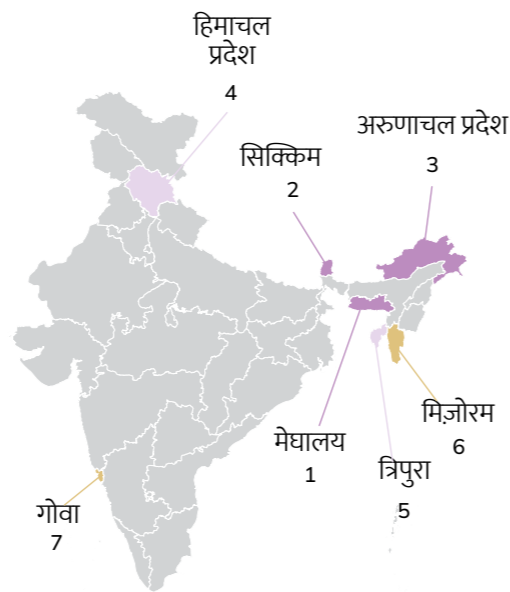 हिमाचल
प्रदेश
4
अरुणाचल प्रदेश
3
सिक्किम
2
मिज़ोरम
6
मेघालय
1
त्रिपुरा
5
गोवा
7